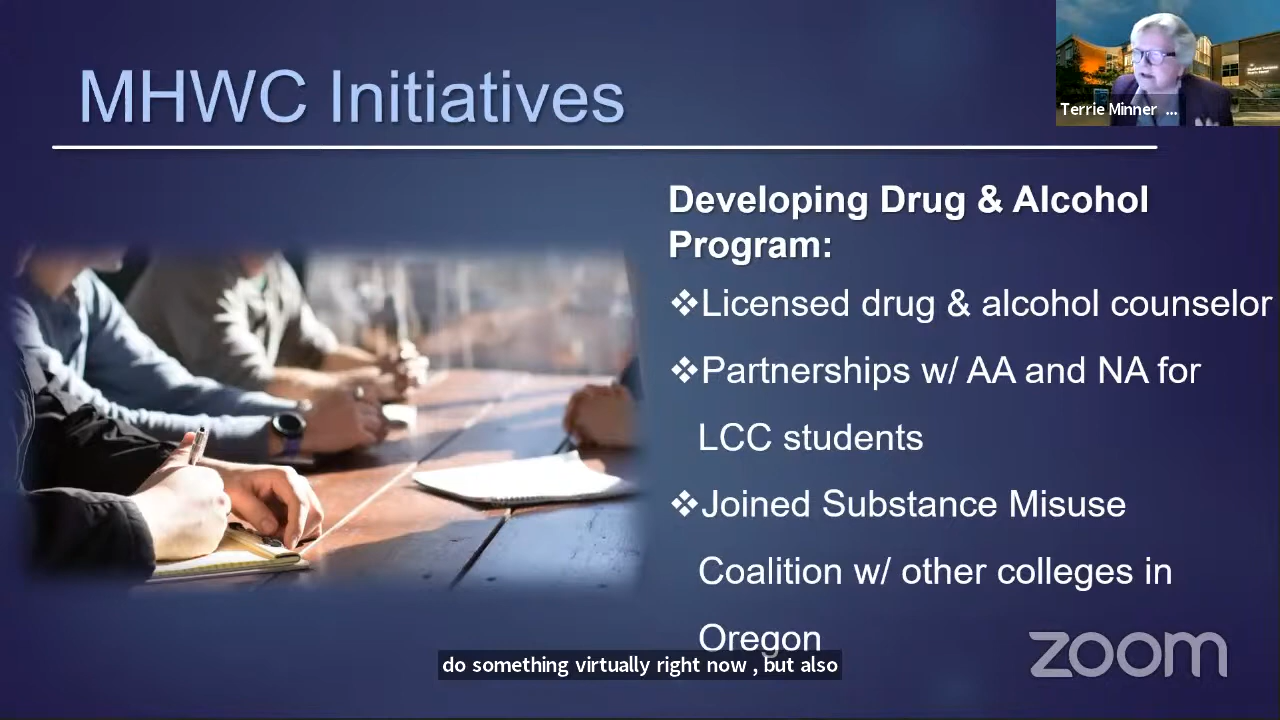 MHWC Initiatives
Terrie Minner ...
Developing Drug & Alcohol
Program:
❖Licensed drug & alcohol counselor
❖Partnerships w/ AA and NA for
LCC students
❖Joined Substance Misuse
Coalition w/ other colleges in
Oregon
do something virtually right now , but also
zoom